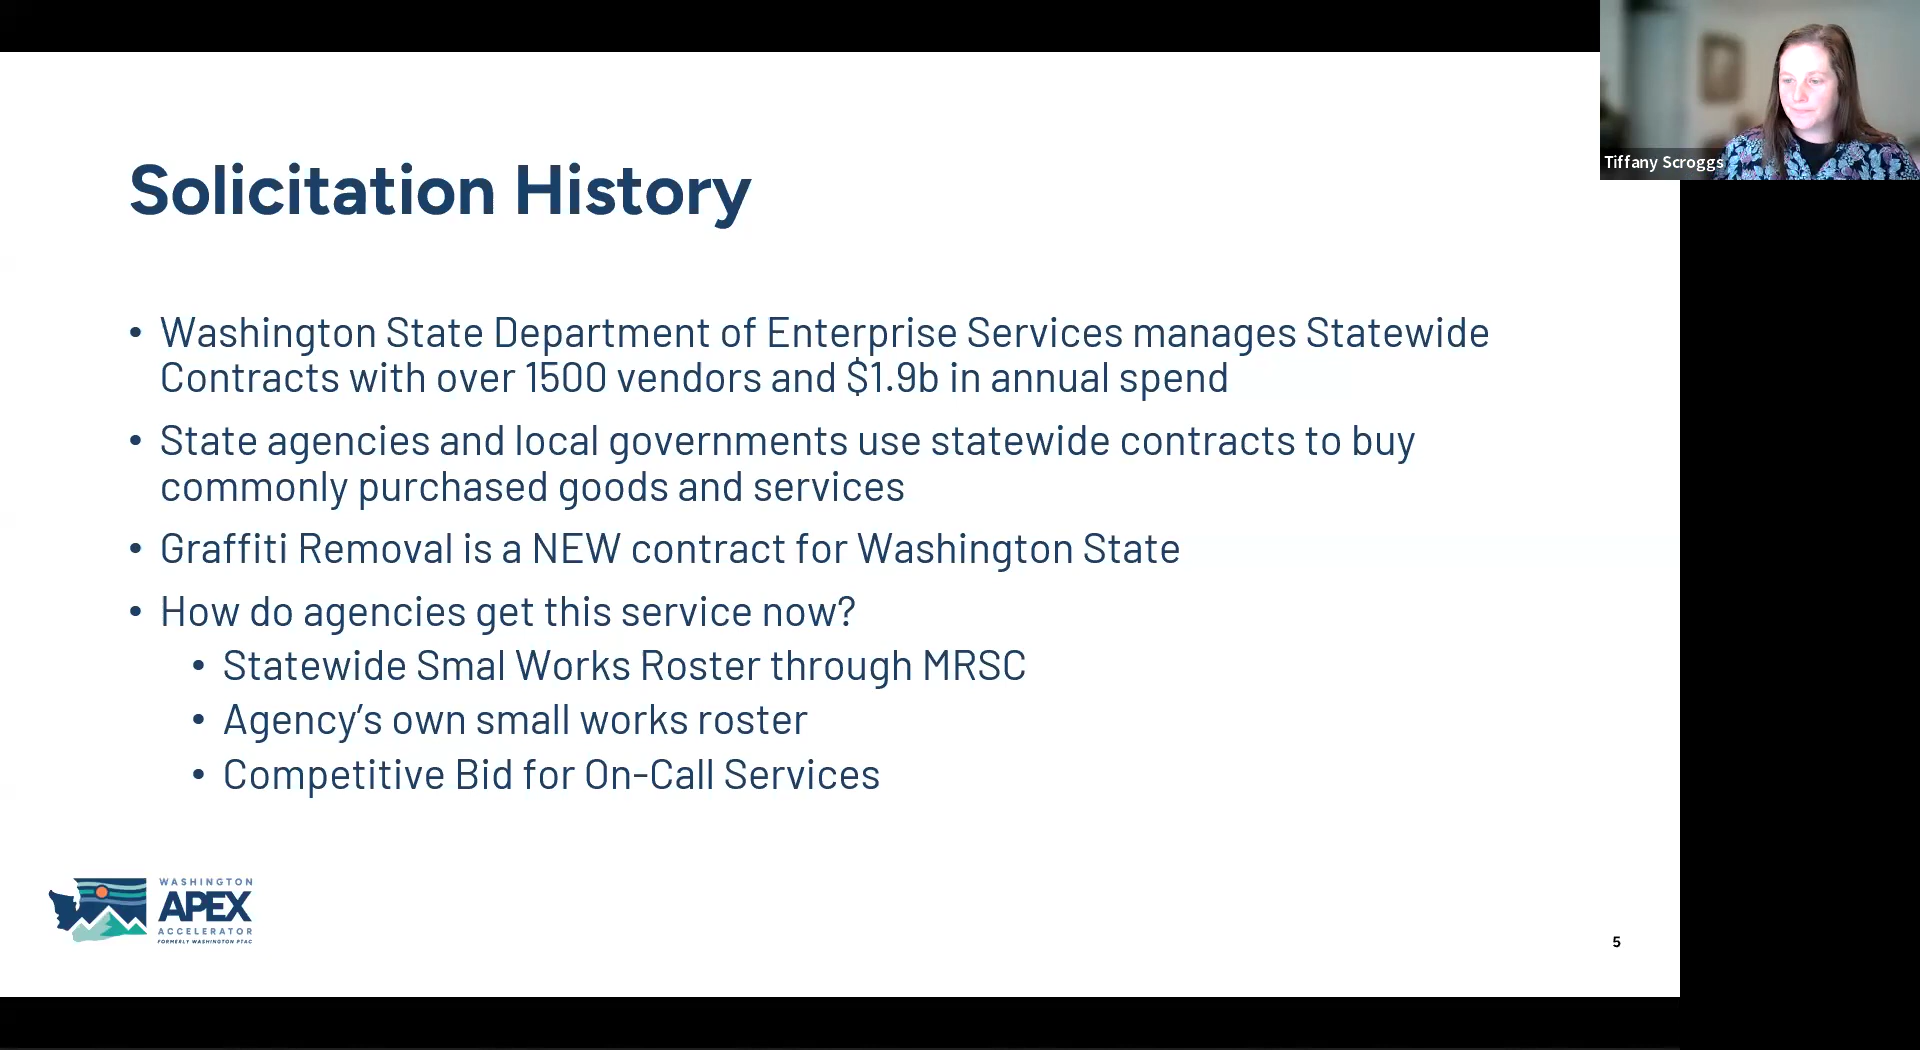 Tiffany Scroggs
Solicitation History
• Washington State Department of Enterprise Services manages Statewide
Contracts with over 1500 vendors and $1.9b in annual spend
• State agencies and local governments use statewide contracts to buy
commonly purchased goods and services
• Graffiti Removal is a NEW contract for Washington State
• How do agencies get this service now?
• Statewide Smal Works Roster through MRSC
• Agency’s own small works roster
• Competitive Bid for On-Call Services
WASHINGTON
APEX
ACCELERATOR
FORMERLY WASHINGTON PTAC
5